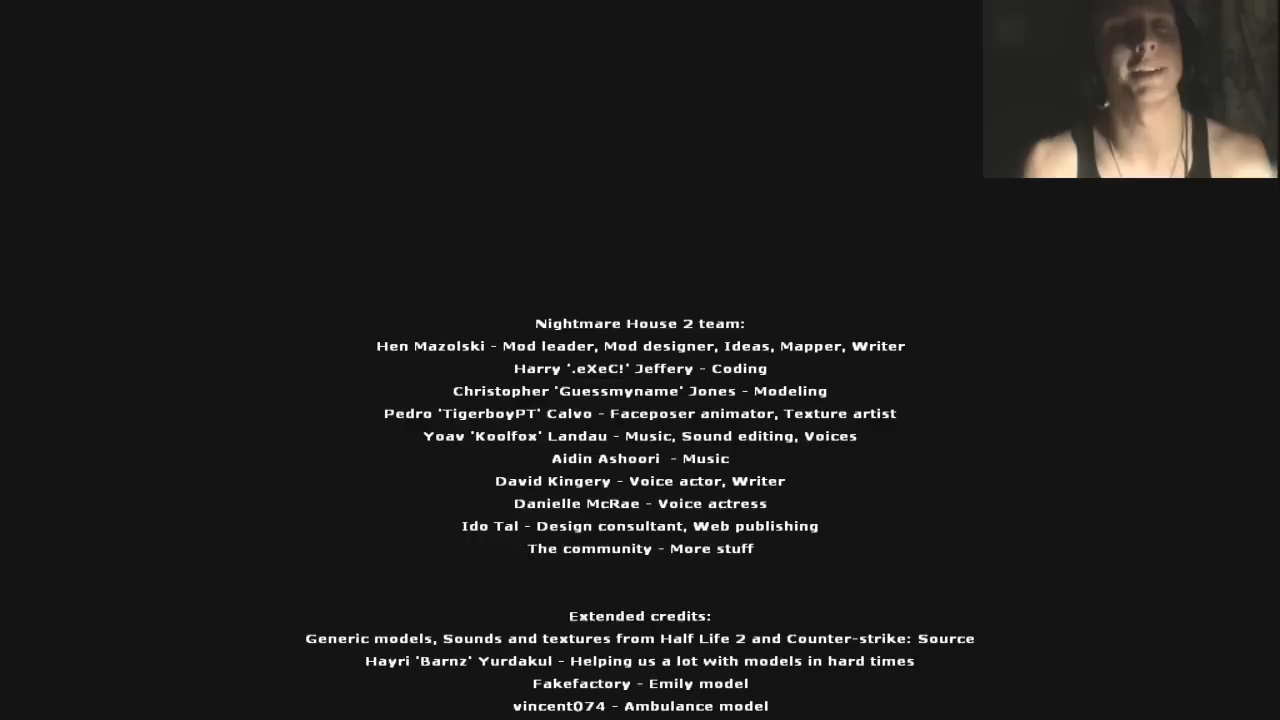 Nightmare House 2 team:
Hen Mazolski - Mod leader, Mod designer, Ideas, Mapper, Writer
Harry '.eXeC!' Jeffery - Coding
Christopher 'Guessmyname' Jones - Modeling
Pedro 'TigerboyPT' Calvo - Faceposer animator, Texture artist
Yoav 'Koolfox' Landau - Music, Sound editing, Voices
Aidin Ashoori  - Music
David Kingery - Voice actor, Writer
Danielle McRae - Voice actress
Ido Tal - Design consultant, Web publishing
The community - More stuff
Extended credits:
Generic models, Sounds and textures from Half Life 2 and Counter-strike: Source
Hayri 'Barnz' Yurdakul - Helping us a lot with models in hard times
Fakefactory - Emily model
vincent074 - Ambulance model